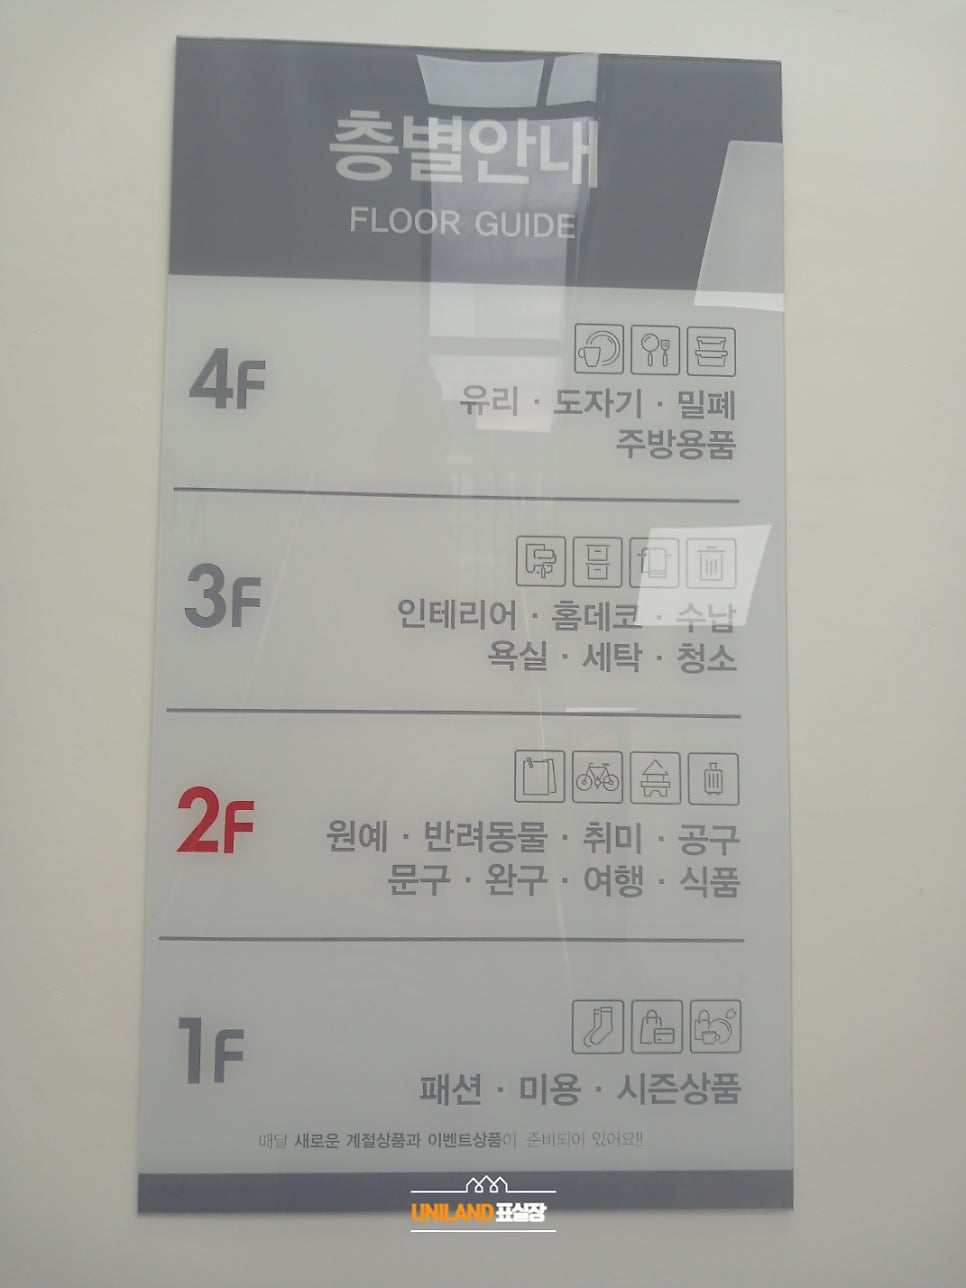 층별안내
FLOOR GUIDE
4F
유리 · 도자기 · 밀폐
주방용품
3F
인테리어 · 홈데코 · 수납
욕실 · 세탁 · 청소
2F
원예 · 반려동물 · 취미 · 공구
문구 · 완구 · 여행 · 식품
1F
패션 · 미용 · 시즌상품
매달 새로운 계절상품과 이벤트상품이 준비되어 있어요!!
UNILAND표실장